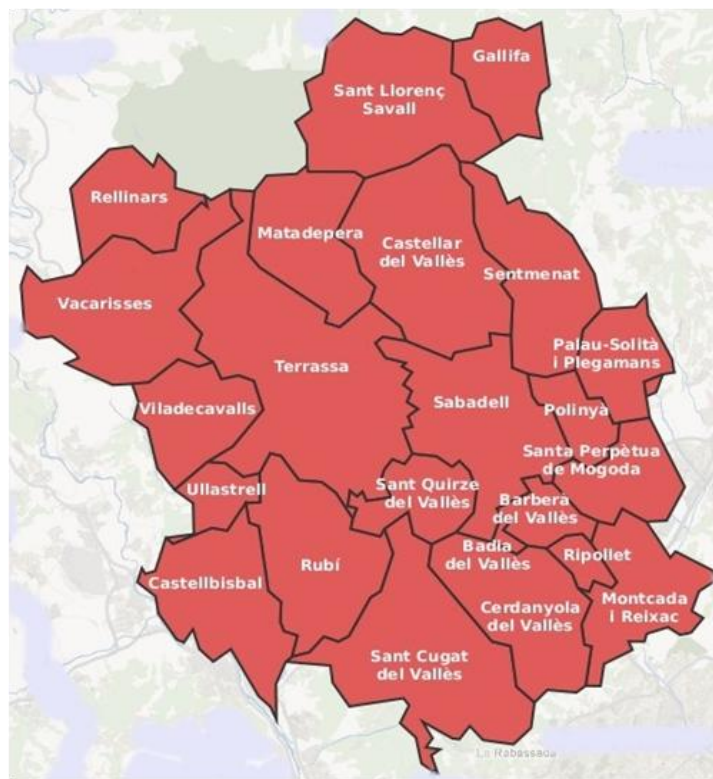 Gallifa
Sant Llorenç
Savall
Rellinars
Matadepera
Castellar
del Vallès
Sentmenat
Vacarisses
Palau-Solità
i Plegamans
Terrassa
Viladecavalls
Sabadell
Polinyà
Santa Perpètua
de Mogoda
Ullastrell
Sant Quirze
del Vallès
Barberà
del Vallès
Badia
del Vallès
Ripollet
Rubí
Castellbisbal
Cerdanyola
del Vallès
Montcada
i Reixac
Sant Cugat
del Vallès
La Rabassada